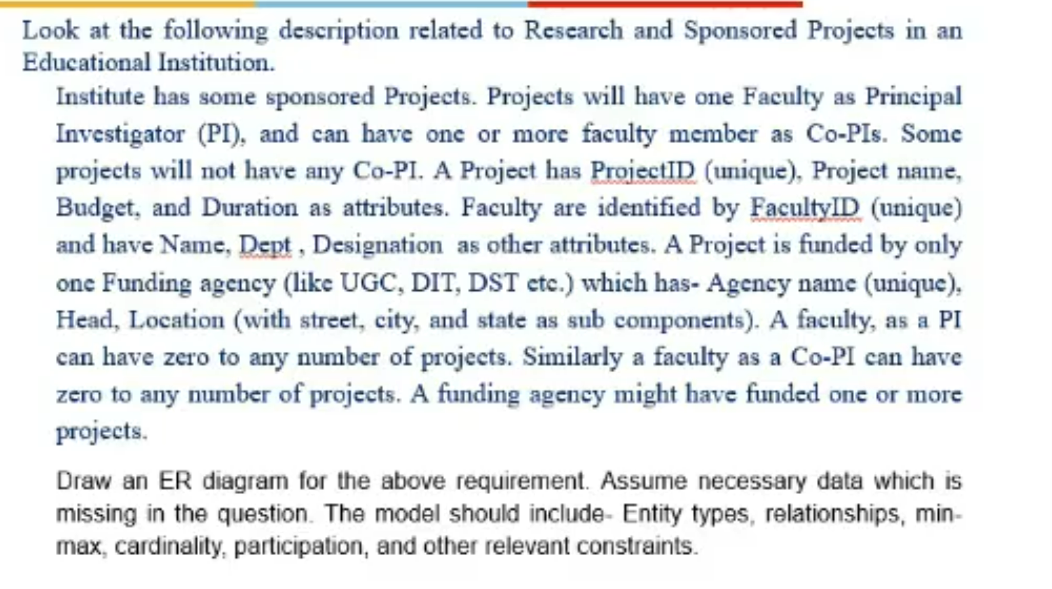 Look at the following description related to Research and Sponsored Projects in an
Educational Institution.
Institute has some sponsored Projects. Projects will have one Faculty as Principal
Investigator (PI), and can have one or more faculty member as Co-PIs. Some
projects will not have any Co-PI. A Project has ProjectID (unique), Project name,
Budget, and Duration as attributes. Faculty are identified by FacultyID (unique)
and have Name, Dept , Designation as other attributes. A Project is funded by only
one Funding agency (like UGC, DIT, DST etc.) which has- Agency name (unique),
Head, Location (with street, city, and state as sub components). A faculty, as a PI
can have zero to any number of projects. Similarly a faculty as a Co-PI can have
zero to any number of projects. A funding agency might have funded one or more
projects.
Draw an ER diagram for the above requirement. Assume necessary data which is
missing in the question. The model should include- Entity types, relationships, min-
max, cardinality, participation, and other relevant constraints.